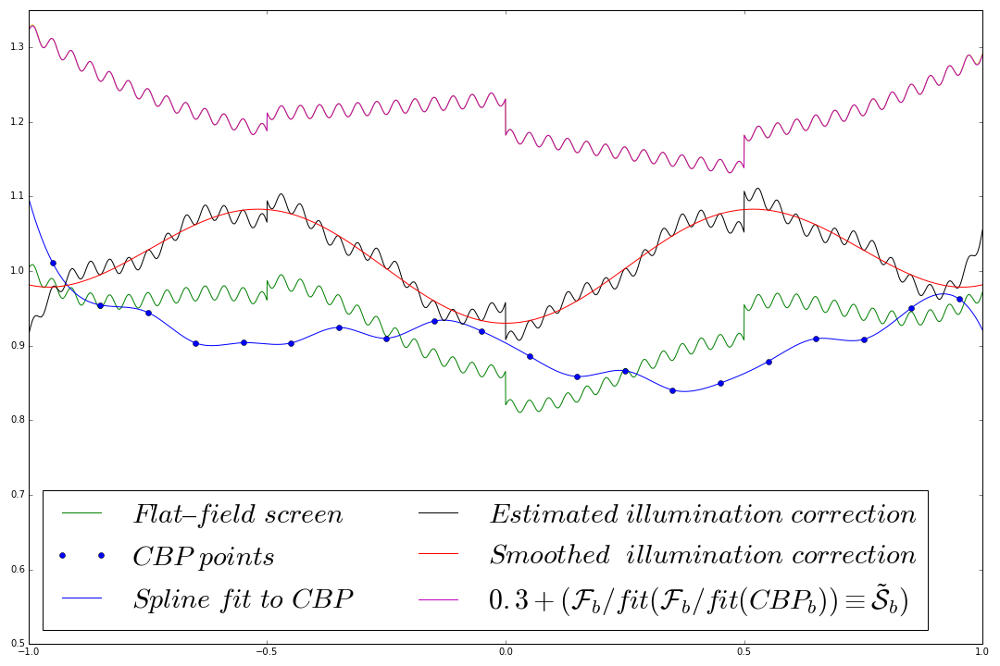 1.3
1.2
1.1
1.0
0.9
0.8
0.7
0.6
0.5
Flat–field screen
CBP points
Spline fit to CBP
Estimated illumination correction
Smoothed illumination correction
0.3 + (ℱ_b/fit(ℱ_b/fit(CBP_b)) ≡ 𝒮̃_b)
−1.0 −0.5 0.0 0.5 1.0